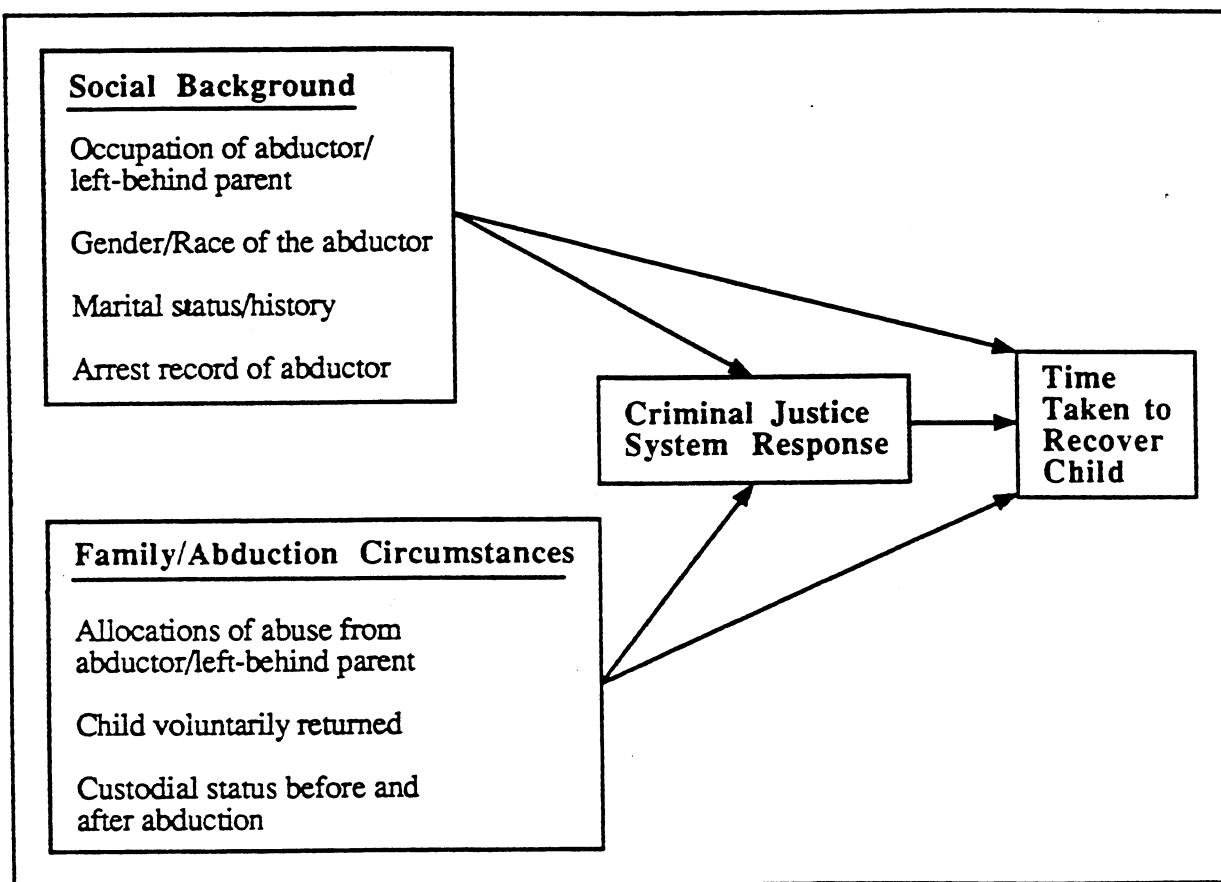 Social Background
Occupation of abductor/
left-behind parent
Gender/Race of the abductor
Marital status/history
Arrest record of abductor
Criminal Justice
System Response
Time
Taken to
Recover
Child
Family/Abduction Circumstances
Allocations of abuse from
abductor/left-behind parent
Child voluntarily returned
Custodial status before and
after abduction